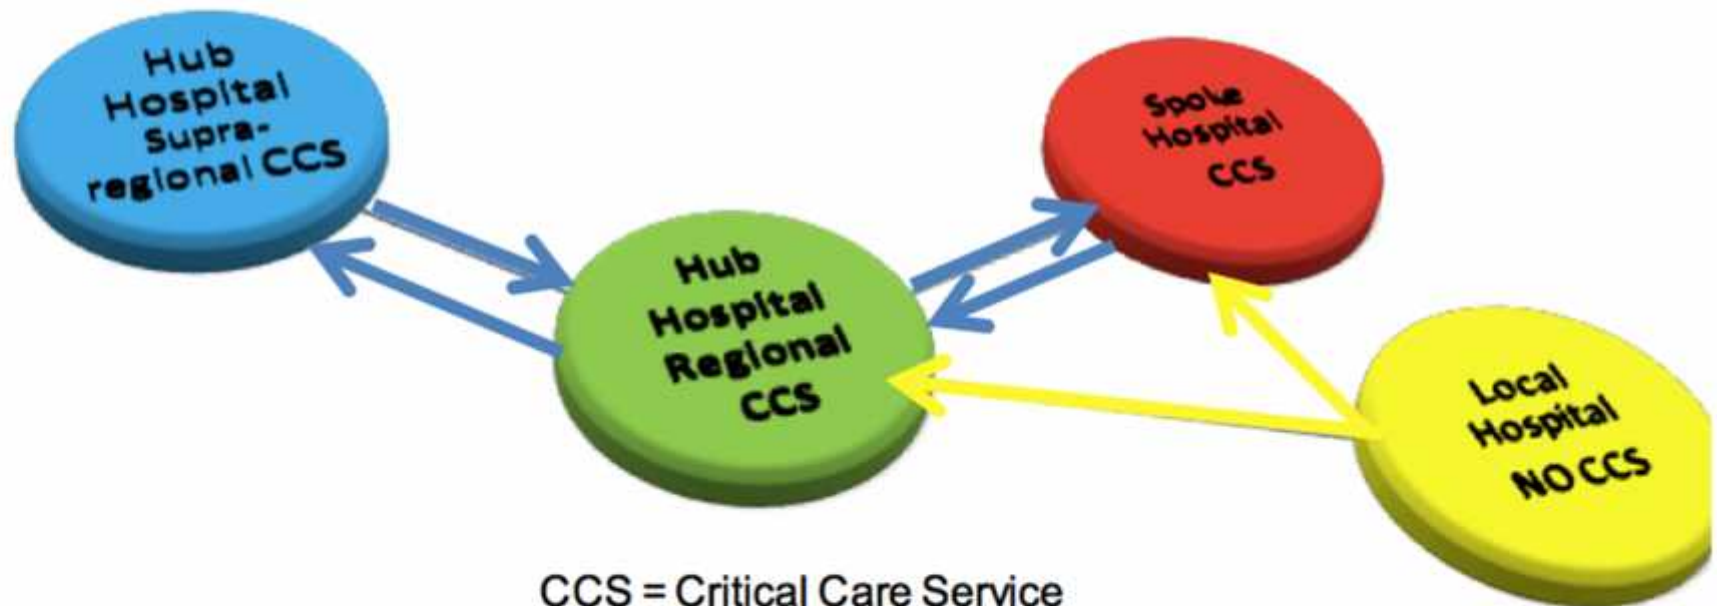 Hub
Hospital
Supra-
regional CCS
Spoke
Hospital
CCS
Hub
Hospital
Regional
CCS
Local
Hospital
NO CCS
CCS = Critical Care Service